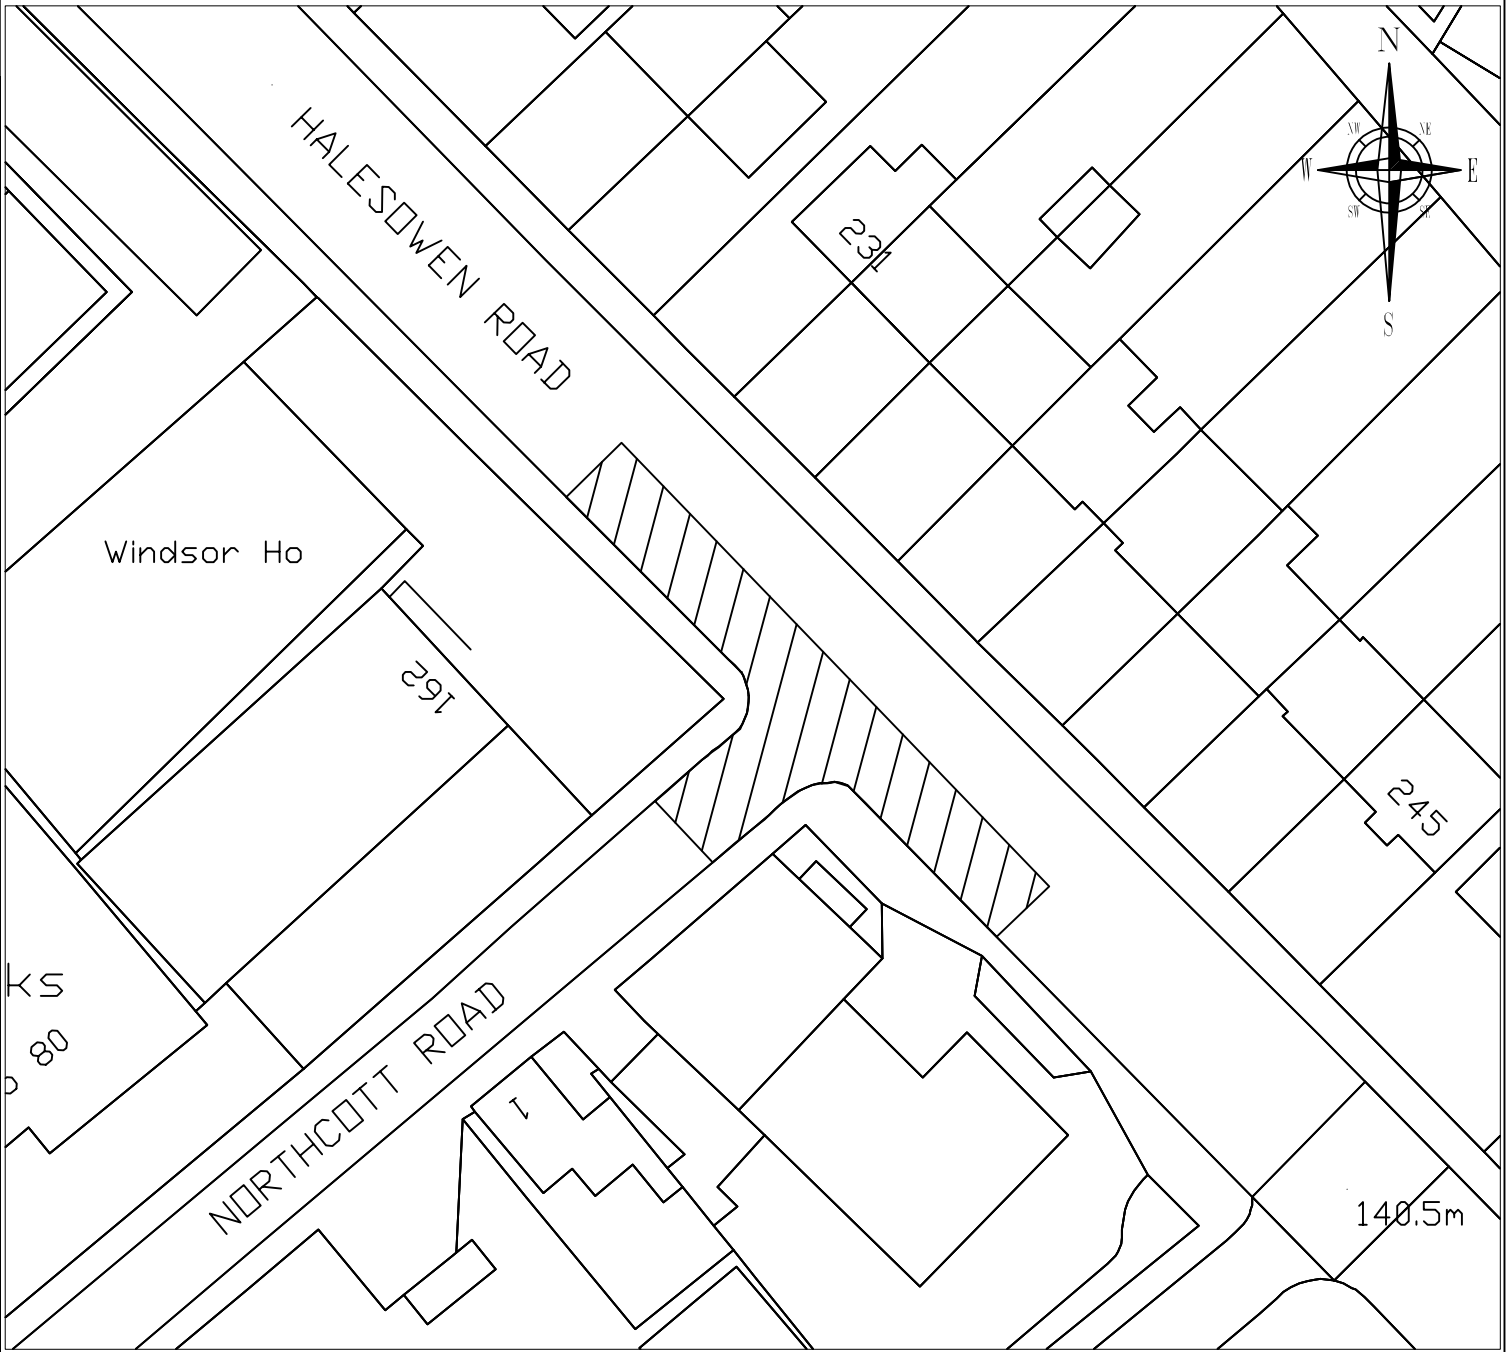 N
NW
NE
W
E
SW
SE
S
HALESOWEN ROAD
231
Windsor Ho
162
245
ks
80
NORTHCOTT ROAD
1
140.5m